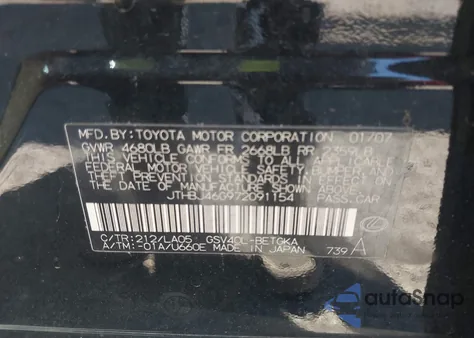 MFD. BY: TOYOTA MOTOR CORPORATION 01/07
GVWR 4680LB GAWR FR 2668LB RR 2359LB
THIS VEHICLE CONFORMS TO ALL APPLICABLE
FEDERAL MOTOR VEHICLE SAFETY, BUMPER, AND
THEFT PREVENTION STANDARDS IN EFFECT
ON THE DATE OF MANUFACTURE SHOWN ABOVE.
JTHBJ46G972091154 PASS.CAR
C/TR:212/LA05 GSV40L-BETGKA
A/TM:-01A/U660E MADE IN JAPAN 739 A
autoSnap